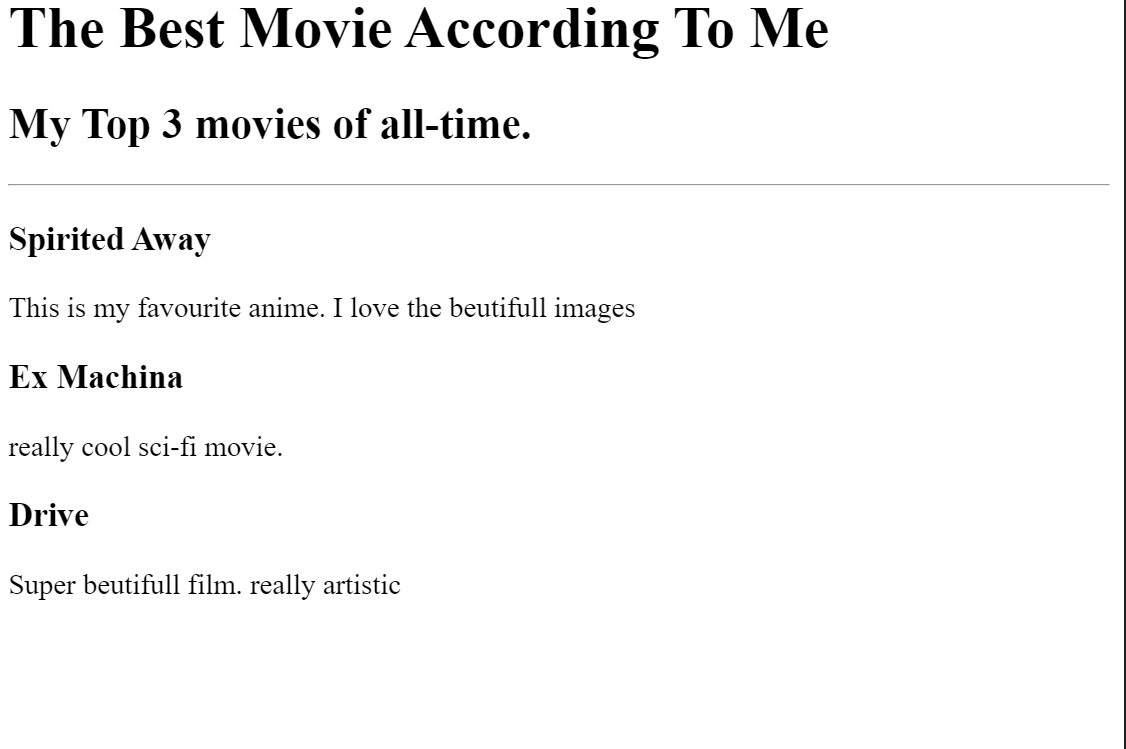 The Best Movie According To Me
My Top 3 movies of all-time.
Spirited Away
This is my favourite anime. I love the beutifull images
Ex Machina
really cool sci-fi movie.
Drive
Super beutifull film. really artistic